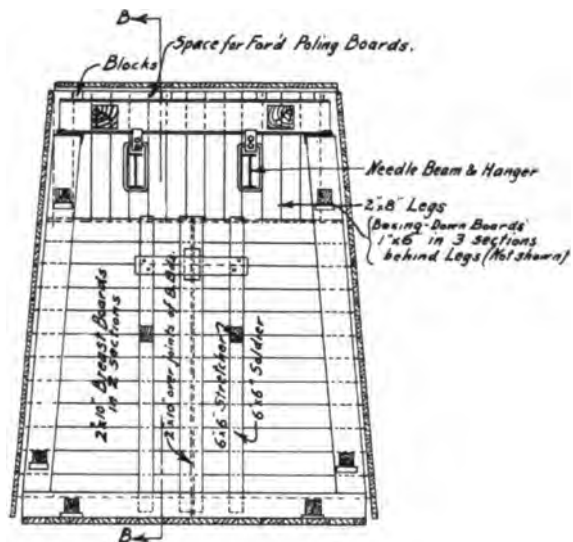 B
Space for For'd Poling Boards.
Blocks
Needle Beam & Hanger
2"x8" Legs
(Boxing-Down Boards
1"x6" in 3 sections
behind Legs (Not shown)
2"x10" Breast Boards
in 2 sections
2"x10" over joints of B. Bds.
6"x6" Stretcher
6"x6" Soldier
B